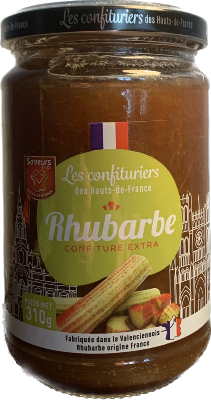 Les confituriers
des Hauts-de-France
Les confituriers
des Hauts-de-France
Saveurs
Rhubarbe
CONFITURE EXTRA
POIDS NET
310g
Fabriquée dans le Valenciennois
Rhubarbe origine France